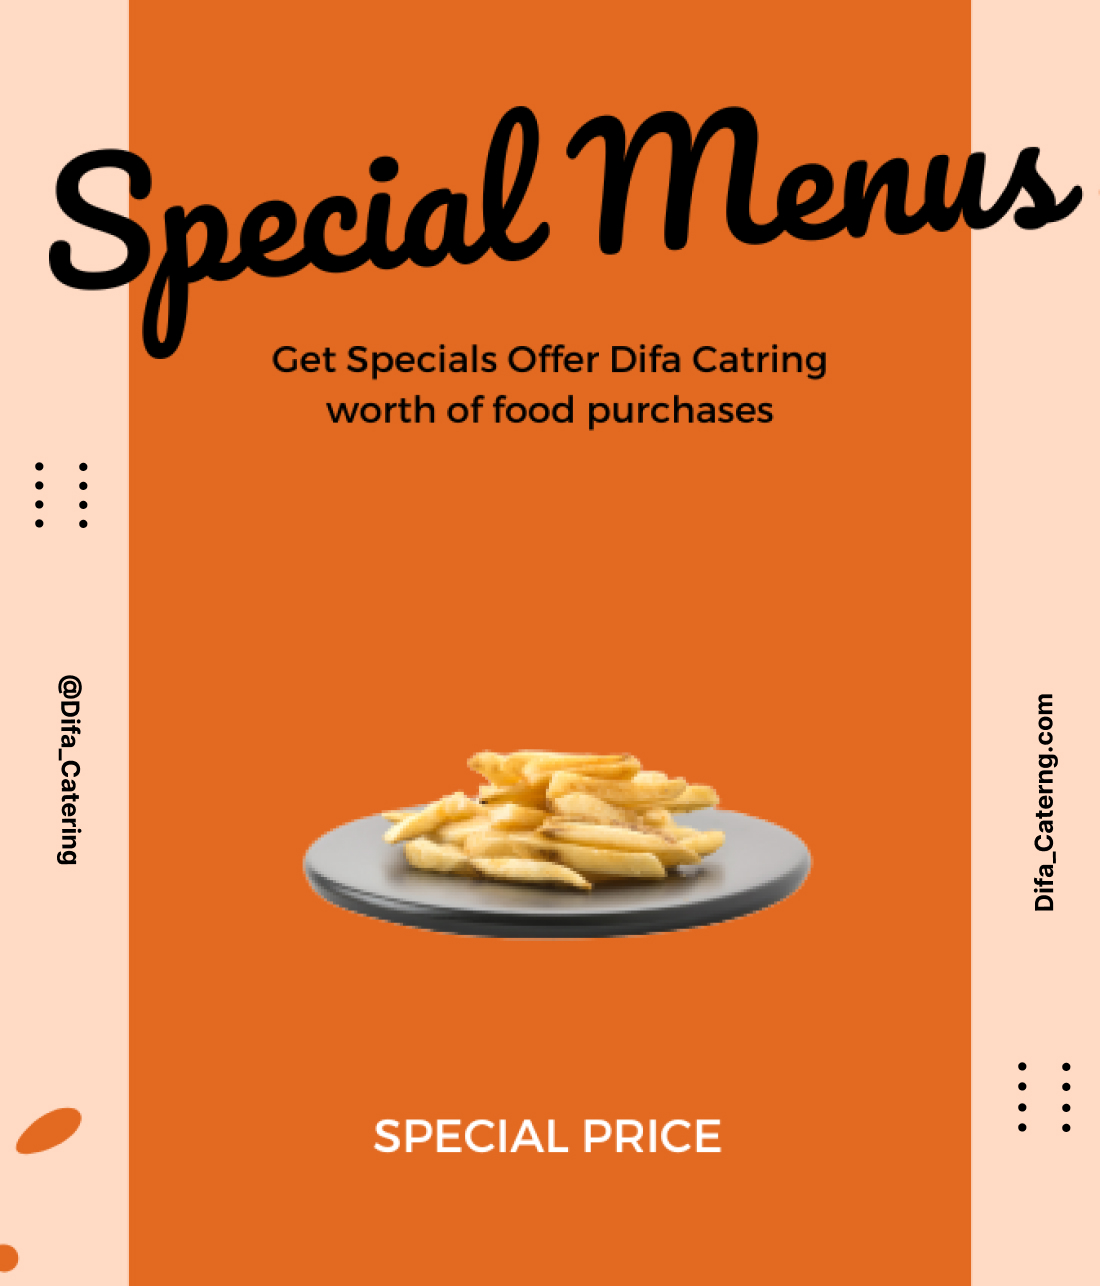 Special Menus
Get Specials Offer Difa Catring
worth of food purchases
@Difa_Catering
Difa_Caterng.com
SPECIAL PRICE